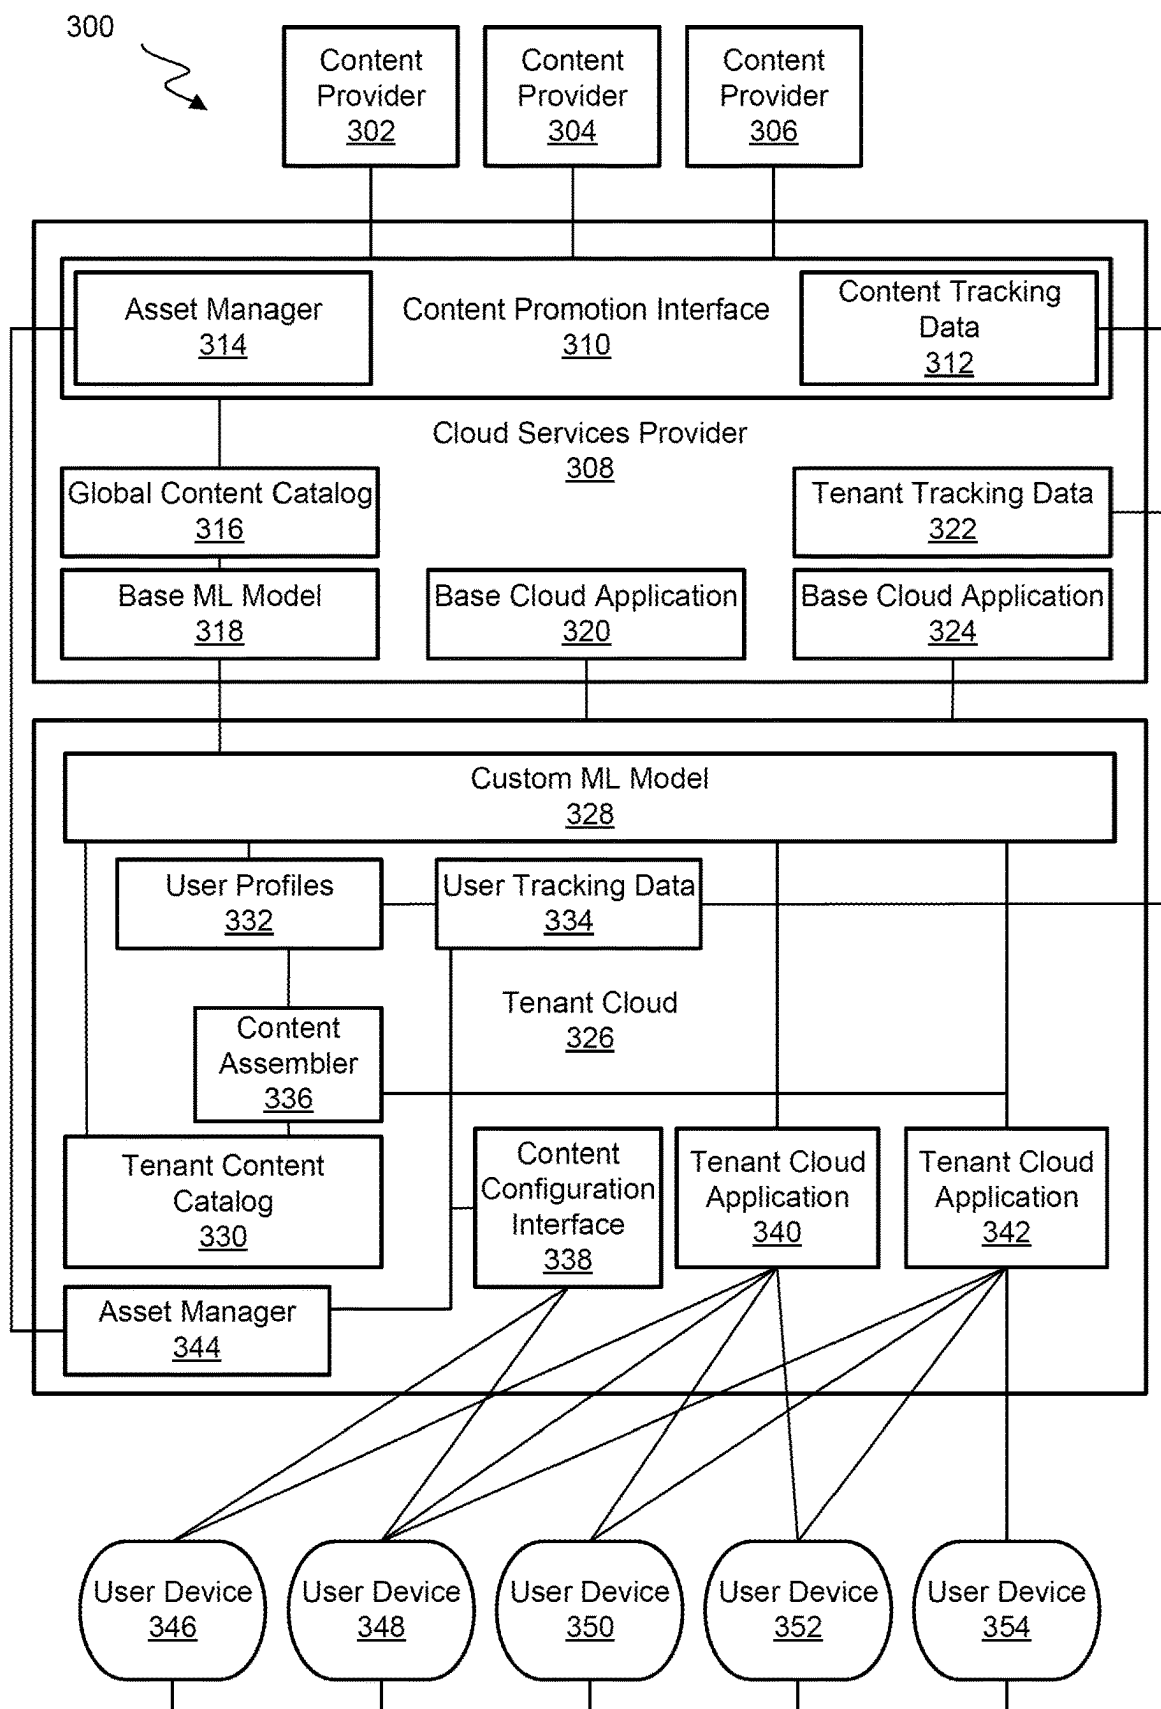 300
Content
Provider
302
Content
Provider
304
Content
Provider
306
Asset Manager
314
Content Promotion Interface
310
Content Tracking
Data
312
Cloud Services Provider
308
Global Content Catalog
316
Tenant Tracking Data
322
Base ML Model
318
Base Cloud Application
320
Base Cloud Application
324
Custom ML Model
328
User Profiles
332
User Tracking Data
334
Tenant Cloud
326
Content
Assembler
336
Tenant Content
Catalog
330
Content
Configuration
Interface
338
Tenant Cloud
Application
340
Tenant Cloud
Application
342
Asset Manager
344
User Device
346
User Device
348
User Device
350
User Device
352
User Device
354